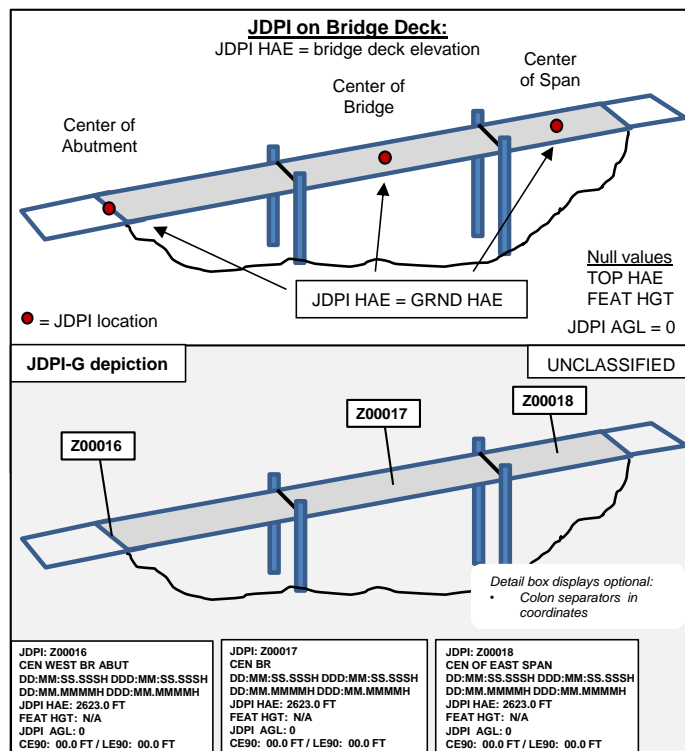 JDPI on Bridge Deck:
JDPI HAE = bridge deck elevation
Center of
Abutment
Center of
Bridge
Center
of Span
JDPI HAE = GRND HAE
Null values
TOP HAE
FEAT HGT
JDPI AGL = 0
= JDPI location
JDPI-G depiction
UNCLASSIFIED
Z00016
Z00017
Z00018
Detail box displays optional:
• Colon separators in
coordinates
JDPI: Z00016
CEN WEST BR ABUT
DD:MM:SS.SSSH DDD:MM:SS.SSSH
DD:MM.MMMMH DDD:MM.MMMMH
JDPI HAE: 2623.0 FT
FEAT HGT: N/A
JDPI AGL: 0
CE90: 00.0 FT / LE90: 00.0 FT
JDPI: Z00017
CEN BR
DD:MM:SS.SSSH DDD:MM:SS.SSSH
DD:MM.MMMMH DDD:MM.MMMMH
JDPI HAE: 2623.0 FT
FEAT HGT: N/A
JDPI AGL: 0
CE90: 00.0 FT / LE90: 00.0 FT
JDPI: Z00018
CEN OF EAST SPAN
DD:MM:SS.SSSH DDD:MM:SS.SSSH
DD:MM.MMMMH DDD:MM.MMMMH
JDPI HAE: 2623.0 FT
FEAT HGT: N/A
JDPI AGL: 0
CE90: 00.0 FT / LE90: 00.0 FT